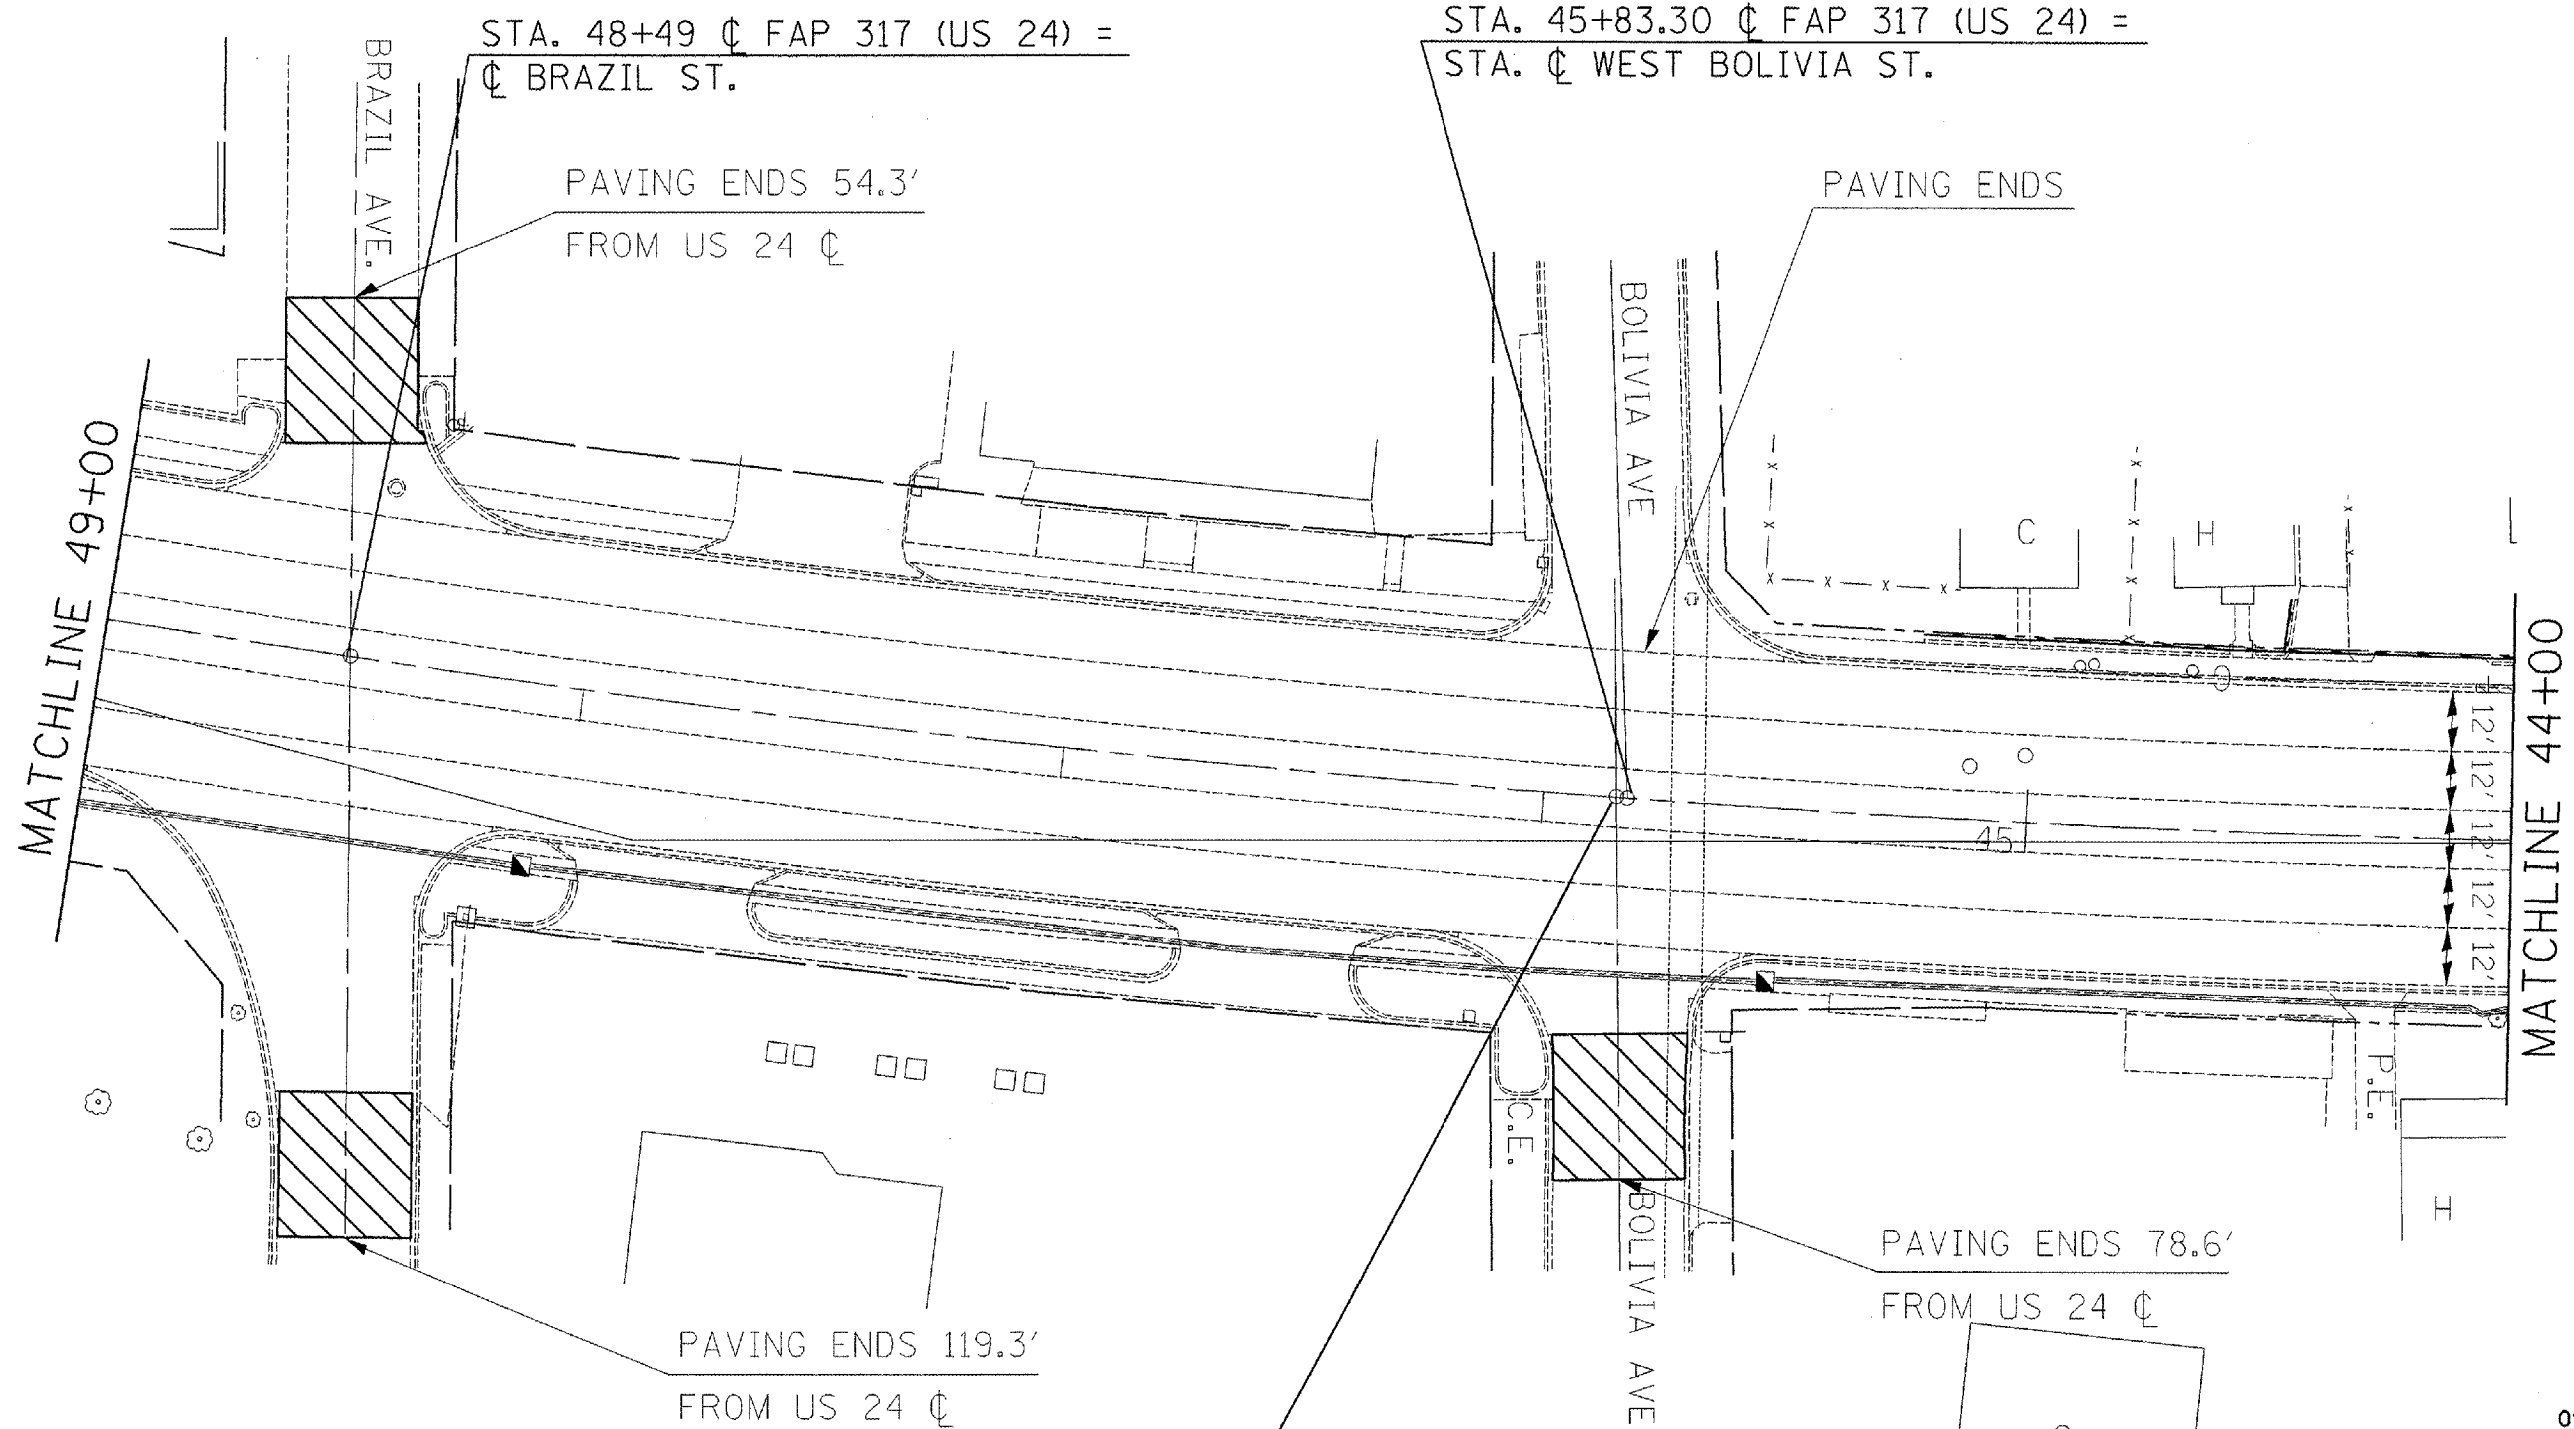 STA. 48+49 ℄ FAP 317 (US 24) =
℄ BRAZIL ST.
STA. 45+83.30 ℄ FAP 317 (US 24) =
STA. ℄ WEST BOLIVIA ST.
BRAZIL AVE.
PAVING ENDS 54.3'
FROM US 24 ℄
PAVING ENDS
BOLIVIA AVE
MATCHLINE 49+00
C
H
12'
12'
12'
12'
12'
45
MATCHLINE 44+00
C.E.
P.E.
H
BOLIVIA AVE
PAVING ENDS 78.6'
FROM US 24 ℄
PAVING ENDS 119.3'
FROM US 24 ℄